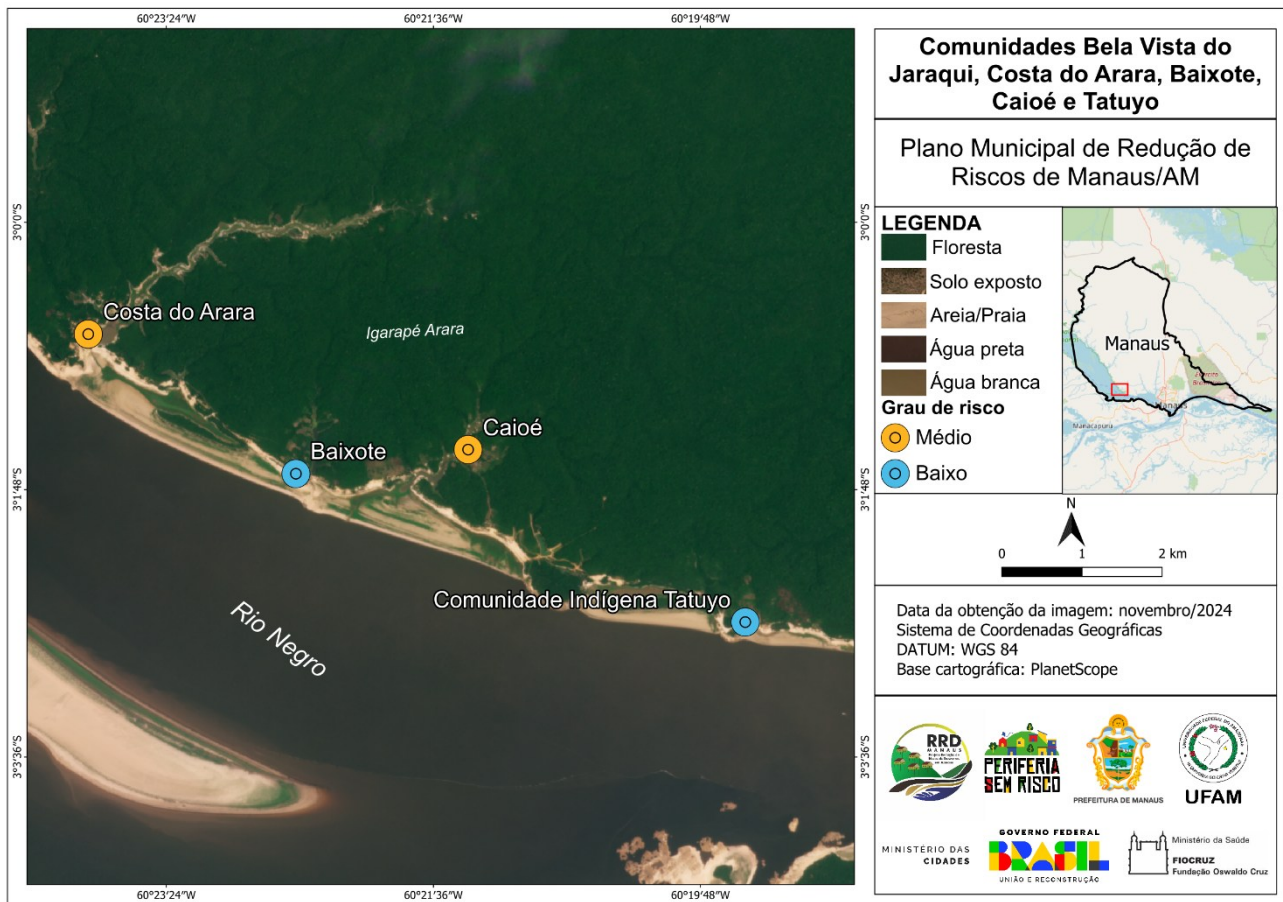 60°23'24"W
60°21'36"W
60°19'48"W
3°0'0"S
3°1'48"S
3°3'36"S
Costa do Arara
Igarapé Arara
Baixote
Caioé
Comunidade Indígena Tatuyo
Rio Negro
3°0'0"S
3°1'48"S
3°3'36"S
60°23'24"W
60°21'36"W
60°19'48"W
Comunidades Bela Vista do
Jaraqui, Costa do Arara, Baixote,
Caioé e Tatuyo
Plano Municipal de Redução de
Riscos de Manaus/AM
LEGENDA
Floresta
Solo exposto
Areia/Praia
Água preta
Água branca
Grau de risco
Médio
Baixo
Manaus
Manaus
Manacapuru
N
0 1 2 km
Data da obtenção da imagem: novembro/2024
Sistema de Coordenadas Geográficas
DATUM: WGS 84
Base cartográfica: PlanetScope
RRD
MANAUS
PERIFERIA
SEM RISCO
PREFEITURA DE MANAUS
UFAM
MINISTÉRIO DAS
CIDADES
GOVERNO FEDERAL
BRASIL
UNIÃO E RECONSTRUÇÃO
Ministério da Saúde
FIOCRUZ
Fundação Oswaldo Cruz